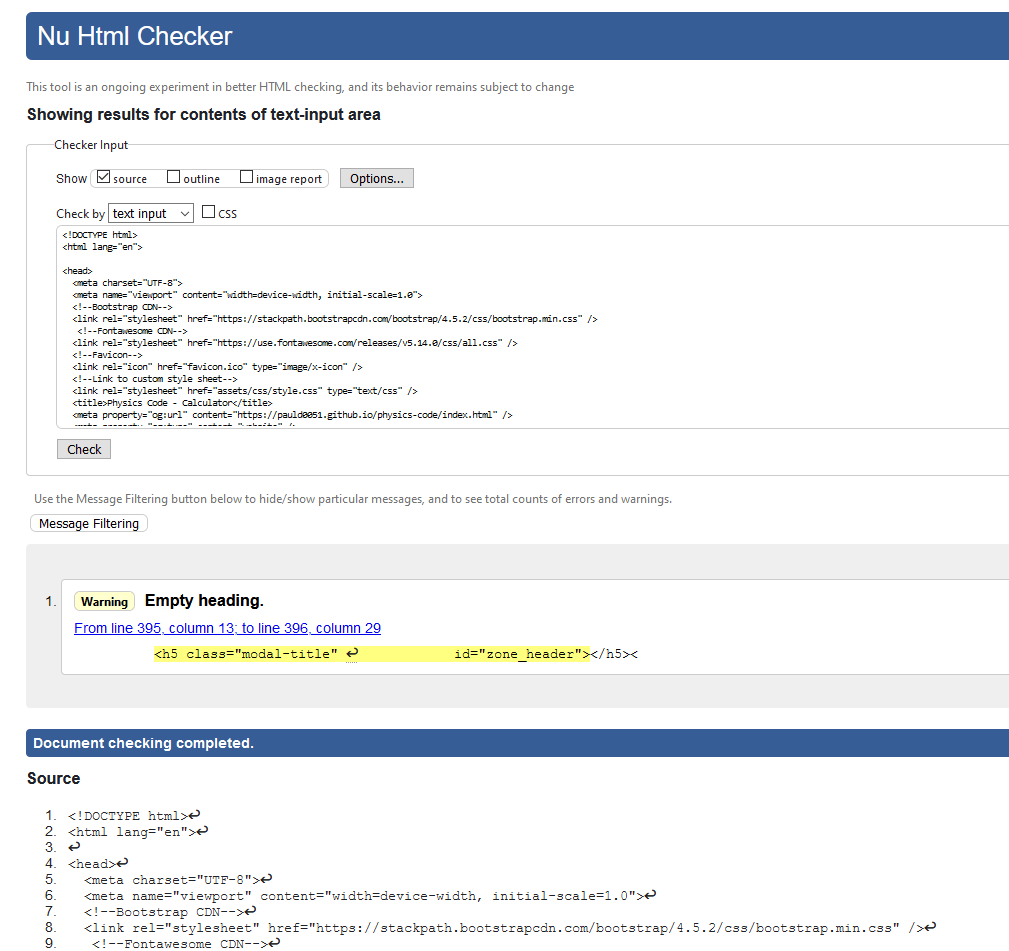 Nu Html Checker
This tool is an ongoing experiment in better HTML checking, and its behavior remains subject to change
Showing results for contents of text-input area
Checker Input
Show source outline image report Options...
Check by text input CSS
<!DOCTYPE html>
<html lang="en">
<head>
<meta charset="UTF-8">
<meta name="viewport" content="width=device-width, initial-scale=1.0">
<!--Bootstrap CDN-->
<link rel="stylesheet" href="https://stackpath.bootstrapcdn.com/bootstrap/4.5.2/css/bootstrap.min.css" />
<!--Fontawesome CDN-->
<link rel="stylesheet" href="https://use.fontawesome.com/releases/v5.14.0/css/all.css" />
<!--Favicon-->
<link rel="icon" href="favicon.ico" type="image/x-icon" />
<!--Link to custom style sheet-->
<link rel="stylesheet" href="assets/css/style.css" type="text/css" />
<title>Physics Code - Calculator</title>
<meta property="og:url" content="https://pauld0051.github.io/physics-code/index.html" />
Check
Use the Message Filtering button below to hide/show particular messages, and to see total counts of errors and warnings.
Message Filtering
1. Warning Empty heading.
From line 395, column 13; to line 396, column 29
<h5 class="modal-title" ↩ id="zone_header"></h5><
Document checking completed.
Source
1. <!DOCTYPE html>↩
2. <html lang="en">↩
3. ↩
4. <head>↩
5. <meta charset="UTF-8">↩
6. <meta name="viewport" content="width=device-width, initial-scale=1.0">↩
7. <!--Bootstrap CDN-->↩
8. <link rel="stylesheet" href="https://stackpath.bootstrapcdn.com/bootstrap/4.5.2/css/bootstrap.min.css" />↩
9. <!--Fontawesome CDN-->↩